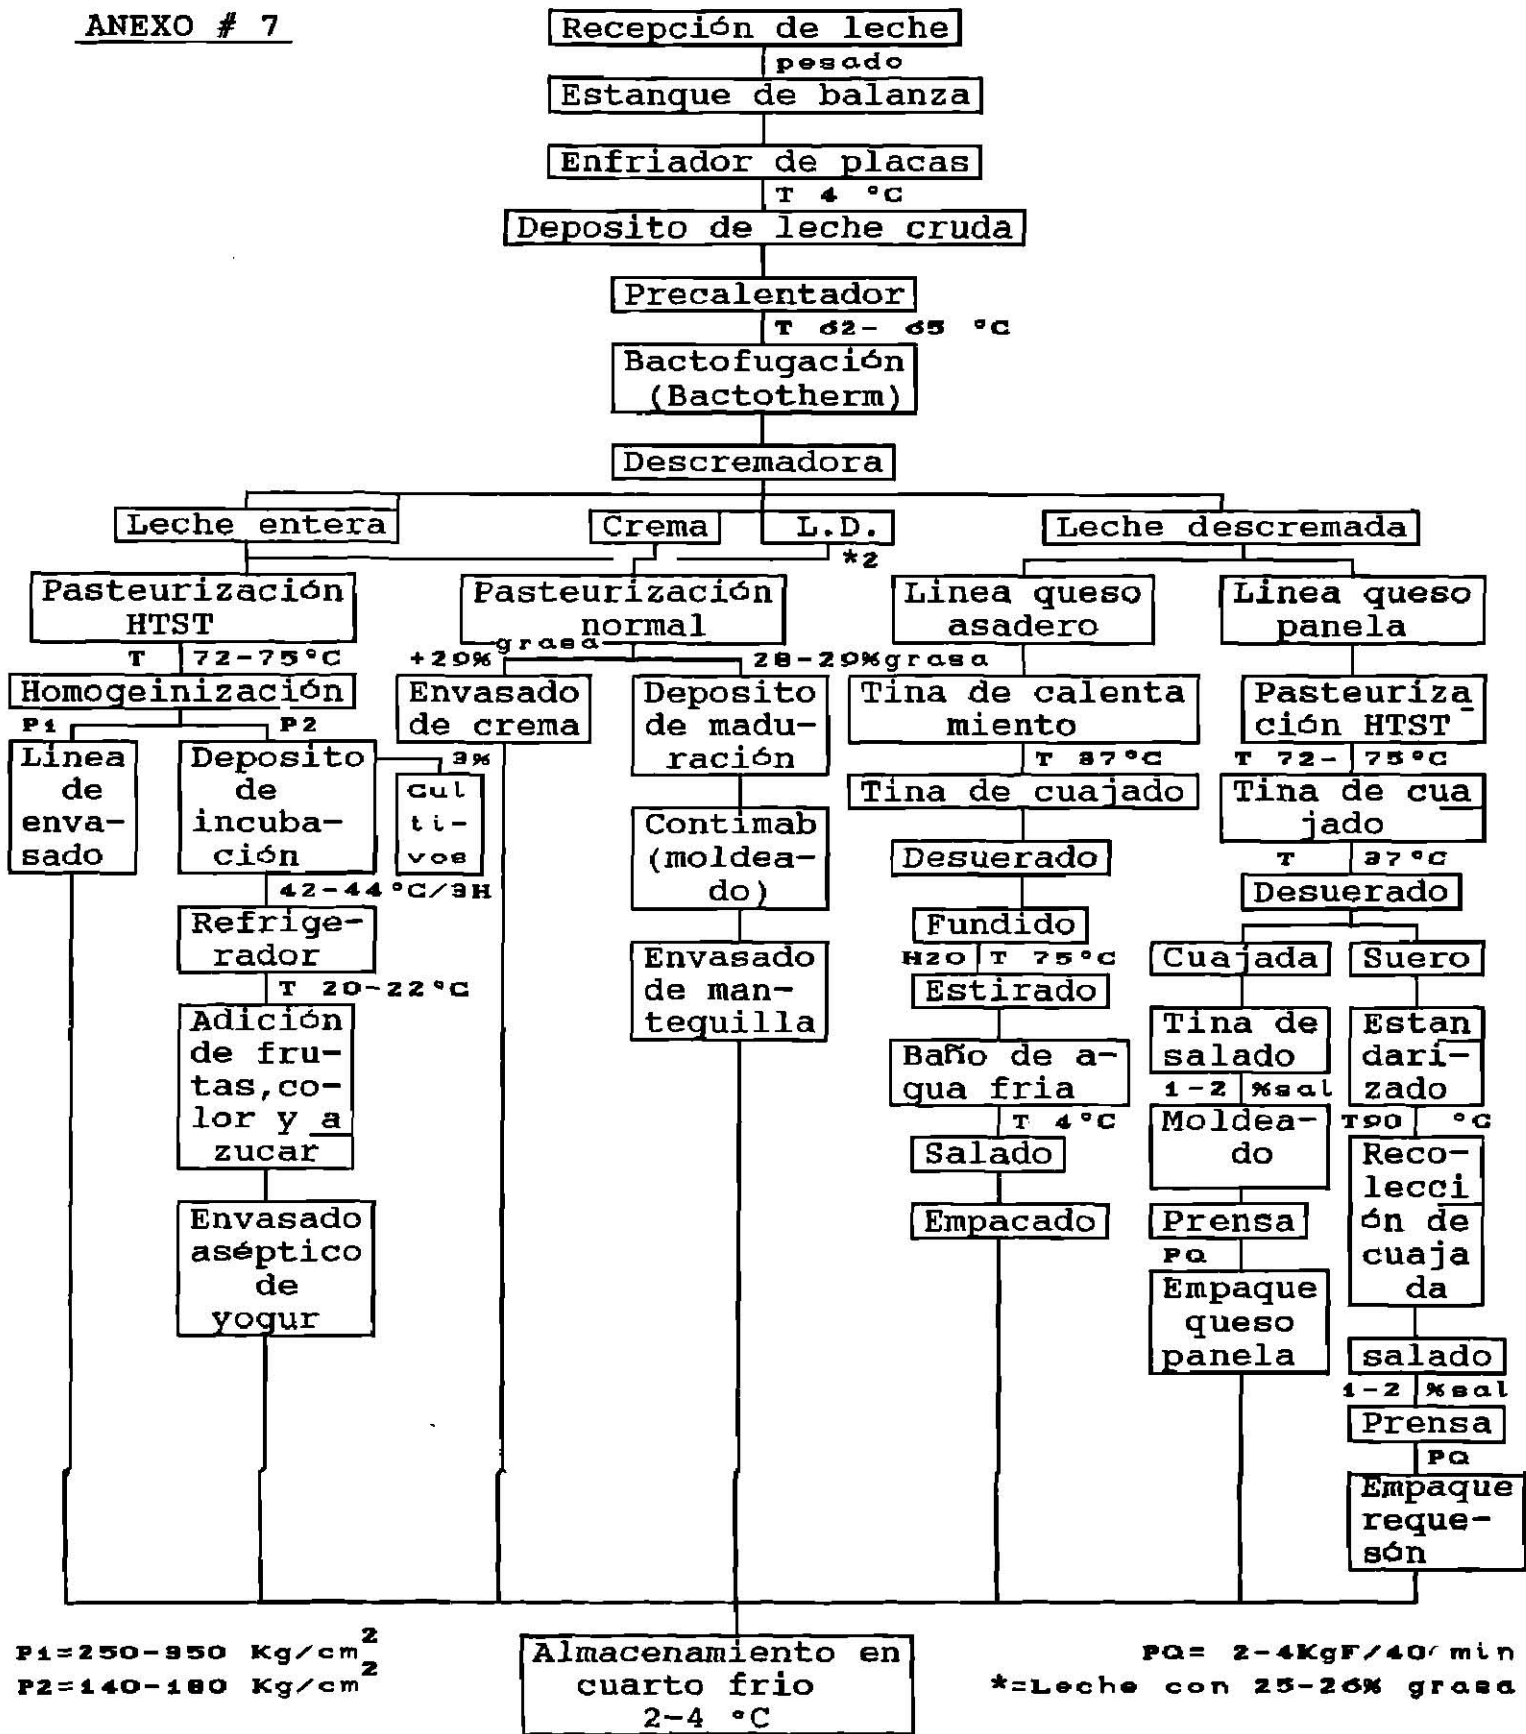 ANEXO # 7
Recepción de leche
pesado
Estanque de balanza
Enfriador de placas
T 4 °C
Deposito de leche cruda
Precalentador
T 62- 65 °C
Bactofugación
(Bactotherm)
Descremadora
Leche entera
Crema
L.D.
*2
Leche descremada
Pasteurización
HTST
T 72-75°C
Homogeinización
P1
P2
Linea
de
enva-
sado
Deposito
de
incuba-
ción
3%
Cul
ti-
vos
42-44°C/3H
Refrige-
rador
T 20-22°C
Adición
de fru-
tas,co-
lor y a
zucar
Envasado
aséptico
de
yogur
Pasteurización
normal
+29% grasa
28-29%grasa
Envasado
de crema
Deposito
de madu-
ración
Contimab
(moldea-
do)
Envasado
de man-
tequilla
Linea queso
asadero
Tina de calenta
miento
T 37°C
Tina de cuajado
Desuerado
Fundido
H2O T 75°C
Estirado
Baño de a-
gua fria
T 4°C
Salado
Empacado
Linea queso
panela
Pasteuriza
ción HTST
T 72- 75°C
Tina de cua
jado
T 37°C
Desuerado
Cuajada
Tina de
salado
1-2 %sal
Moldea-
do
Prensa
PQ
Empaque
queso
panela
Suero
Estan
dari-
zado
T90 °C
Reco-
lecci
ón de
cuaja
da
salado
1-2 %sal
Prensa
PQ
Empaque
reque-
són
P1=250-350 Kg/cm2
P2=140-180 Kg/cm2
Almacenamiento en
cuarto frio
2-4 °C
PQ= 2-4KgF/40' min
*=Leche con 25-26% grasa